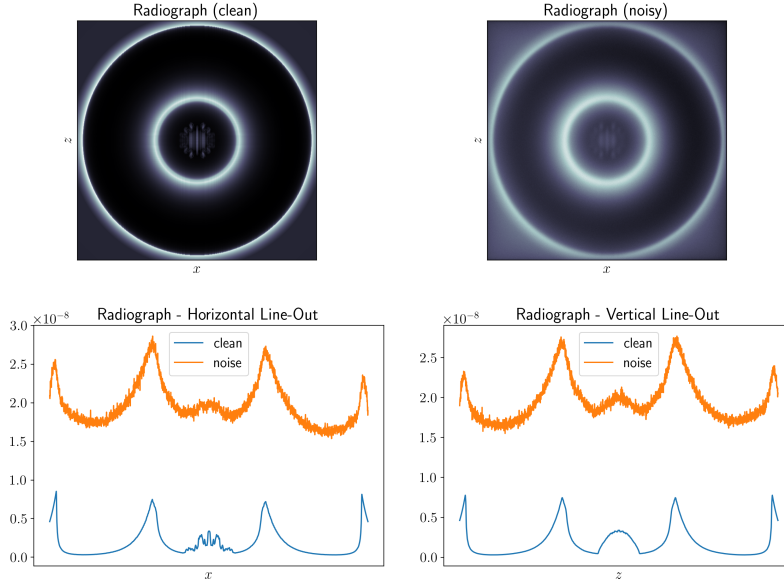 Radiograph (clean)
z
x
Radiograph (noisy)
z
x
Radiograph - Horizontal Line-Out
×10−8
3.0
2.5
2.0
1.5
1.0
0.5
0.0
clean
noise
x
Radiograph - Vertical Line-Out
×10−8
2.5
2.0
1.5
1.0
0.5
0.0
clean
noise
z